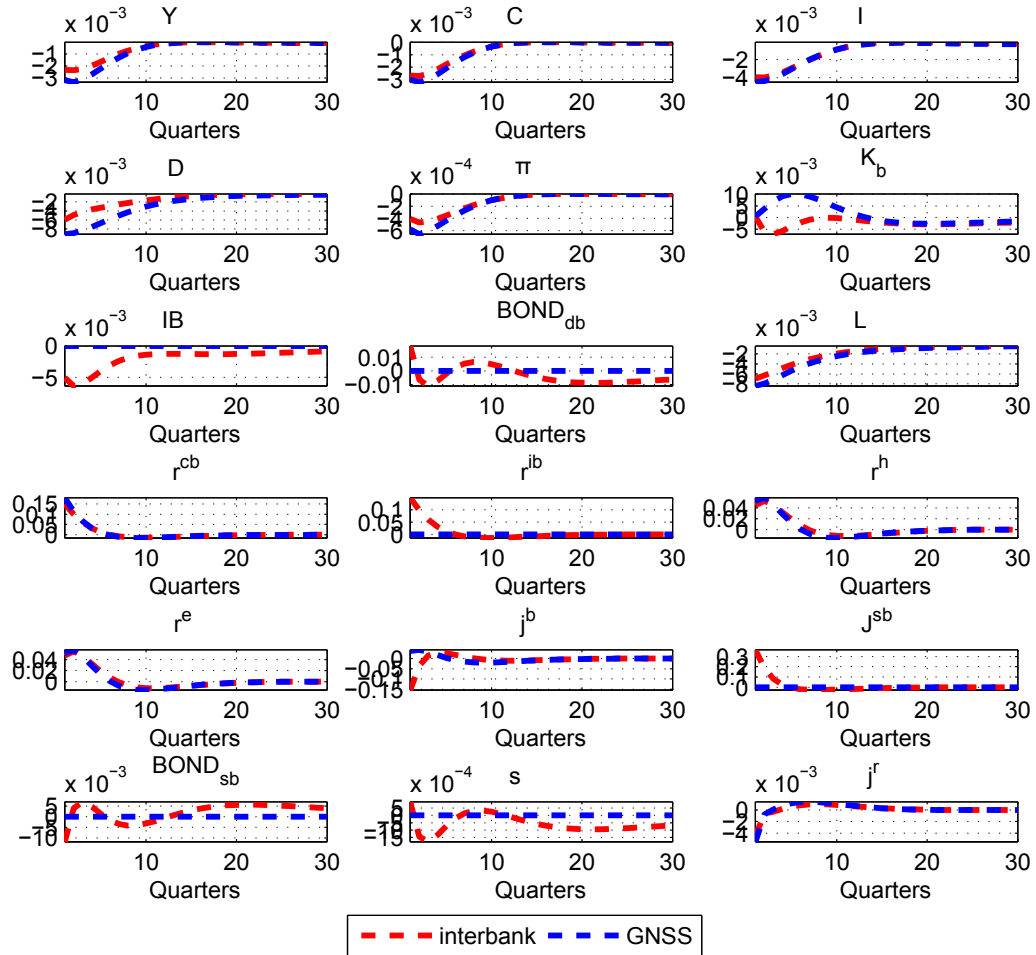 x 10⁻³ Y x 10⁻³ C x 10⁻³ I
−1 −2 −3 0 −1 −2 −3 −2 −4
10 20 30 10 20 30 10 20 30
Quarters Quarters Quarters
x 10⁻³ D x 10⁻⁴ π x 10⁻³ K_b
−2 −4 −6 −8 0 −2 −4 −6 10 5 0 −5
10 20 30 10 20 30 10 20 30
Quarters Quarters Quarters
x 10⁻³ IB BOND_db x 10⁻³ L
0 −5 0.01 0 −0.01 −2 −4 −6 −8
10 20 30 10 20 30 10 20 30
Quarters Quarters Quarters
r^cb r^ib r^h
0.15 0.1 0.05 0 0.1 0.05 0 0.04 0.02 0
10 20 30 10 20 30 10 20 30
Quarters Quarters Quarters
r^e j^b J^sb
0.04 0.02 0 0 −0.05 −0.1 −0.15 0.3 0.2 0.1 0
10 20 30 10 20 30 10 20 30
Quarters Quarters Quarters
x 10⁻³ BOND_sb x 10⁻⁴ s x 10⁻³ j^r
5 0 −5 −10 5 0 −5 −10 −15 0 −2 −4
10 20 30 10 20 30 10 20 30
Quarters Quarters Quarters
interbank GNSS